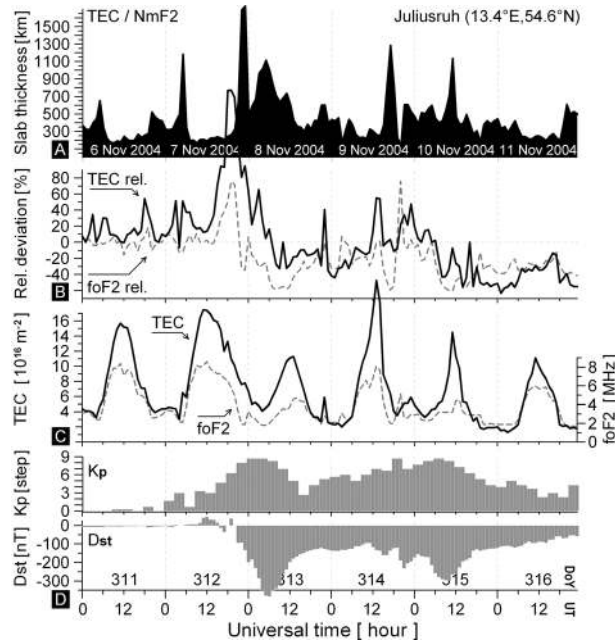 TEC / NmF2 Juliusruh (13.4°E,54.6°N)
Slab thickness [km]
1500
1300
1100
900
700
500
300
100
A
6 Nov 2004 7 Nov 2004 8 Nov 2004 9 Nov 2004 10 Nov 2004 11 Nov 2004
Rel. deviation [%]
80
60
40
20
0
-20
-40
B
TEC rel.
foF2 rel.
TEC [10¹⁶ m⁻²]
16
14
12
10
8
6
4
C
TEC
foF2
8
6
4
2
0
foF2 [MHz]
Kp [step]
9
6
3
0
Kp
Dst [nT]
0
-100
-200
-300
D
Dst
311 312 313 314 315 316 DoY
0 12 0 12 0 12 0 12 0 12 0 12 UT
Universal time [ hour ]